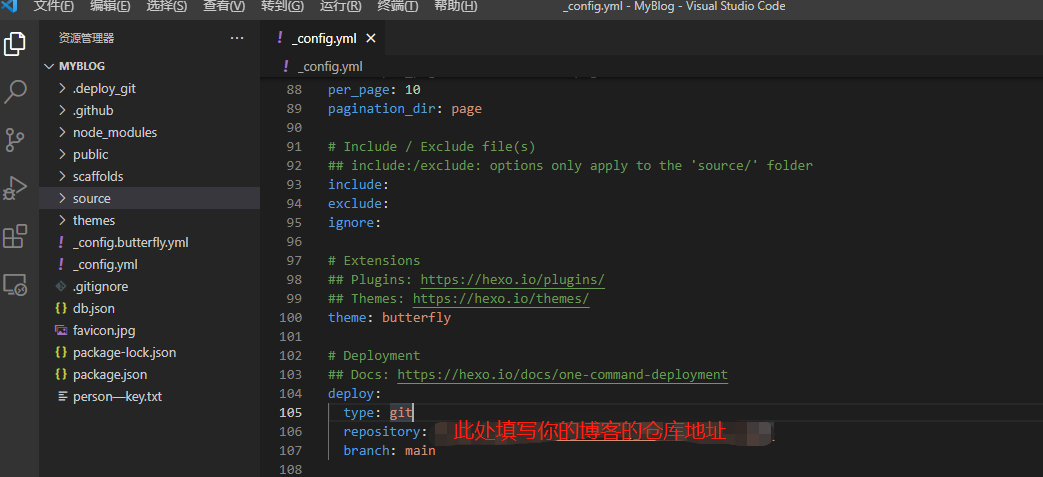 文件(F) 编辑(E) 选择(S) 查看(V) 转到(G) 运行(R) 终端(T) 帮助(H) _config.yml - MyBlog - Visual Studio Code
资源管理器 ···
MYBLOG
.deploy_git
.github
node_modules
public
scaffolds
source
themes
! _config.butterfly.yml
! _config.yml
.gitignore
{} db.json
favicon.jpg
{} package-lock.json
{} package.json
person—key.txt
! _config.yml ×
! _config.yml
88 per_page: 10
89 pagination_dir: page
90
91 # Include / Exclude file(s)
92 ## include:/exclude: options only apply to the 'source/' folder
93 include:
94 exclude:
95 ignore:
96
97 # Extensions
98 ## Plugins: https://hexo.io/plugins/
99 ## Themes: https://hexo.io/themes/
100 theme: butterfly
101
102 # Deployment
103 ## Docs: https://hexo.io/docs/one-command-deployment
104 deploy:
105 type: git
106 repository: 此处填写你的博客的仓库地址
107 branch: main
108